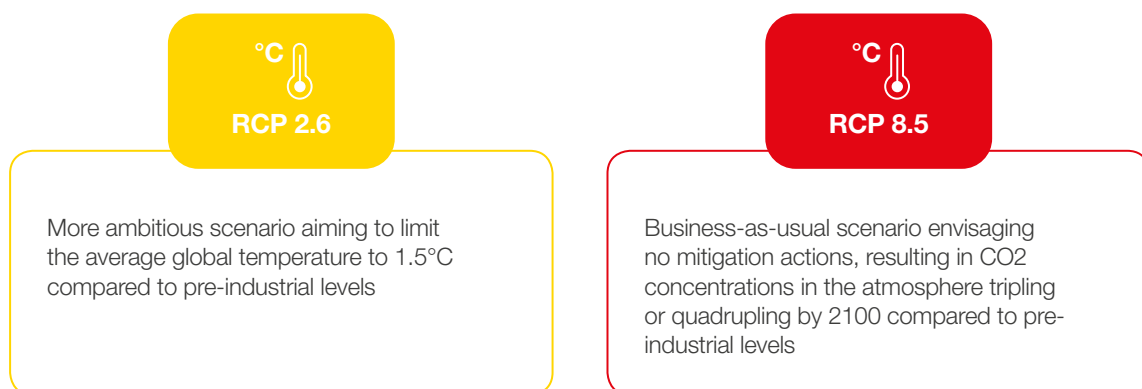 °C
RCP 2.6
More ambitious scenario aiming to limit
the average global temperature to 1.5°C
compared to pre-industrial levels
°C
RCP 8.5
Business-as-usual scenario envisaging
no mitigation actions, resulting in CO2
concentrations in the atmosphere tripling
or quadrupling by 2100 compared to pre-
industrial levels